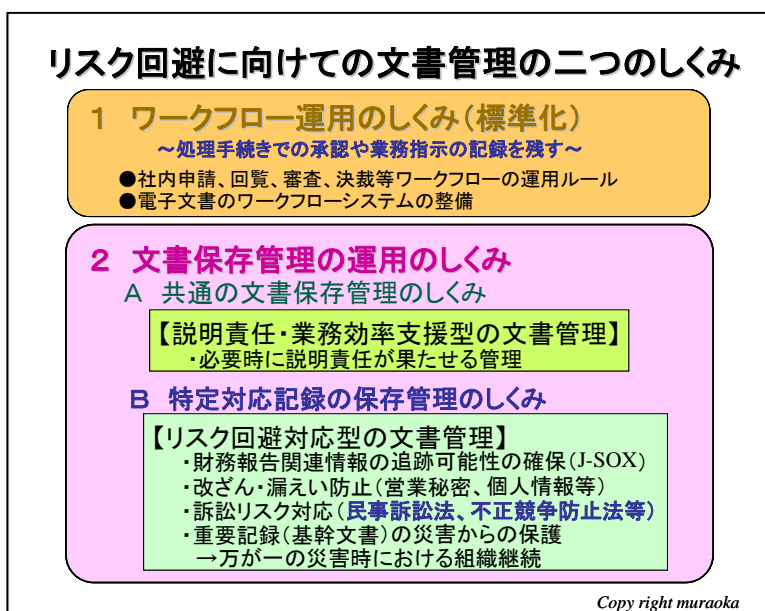 リスク回避に向けての文書管理の二つのしくみ
1 ワークフロー運用のしくみ（標準化）
～処理手続きでの承認や業務指示の記録を残す～
●社内申請、回覧、審査、決裁等ワークフローの運用ルール
●電子文書のワークフローシステムの整備
2 文書保存管理の運用のしくみ
A 共通の文書保存管理のしくみ
【説明責任・業務効率支援型の文書管理】
・必要時に説明責任が果たせる管理
B 特定対応記録の保存管理のしくみ
【リスク回避対応型の文書管理】
・財務報告関連情報の追跡可能性の確保（J-SOX）
・改ざん・漏えい防止（営業秘密、個人情報等）
・訴訟リスク対応（民事訴訟法、不正競争防止法等）
・重要記録（基幹文書）の災害からの保護
→万が一の災害時における組織継続
Copy right muraoka